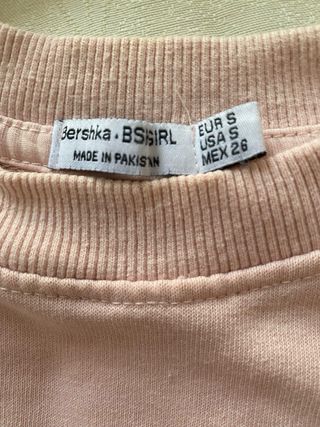 Bershka . BSKGIRL
MADE IN PAKISTAN
EUR S
USA S
MEX 26